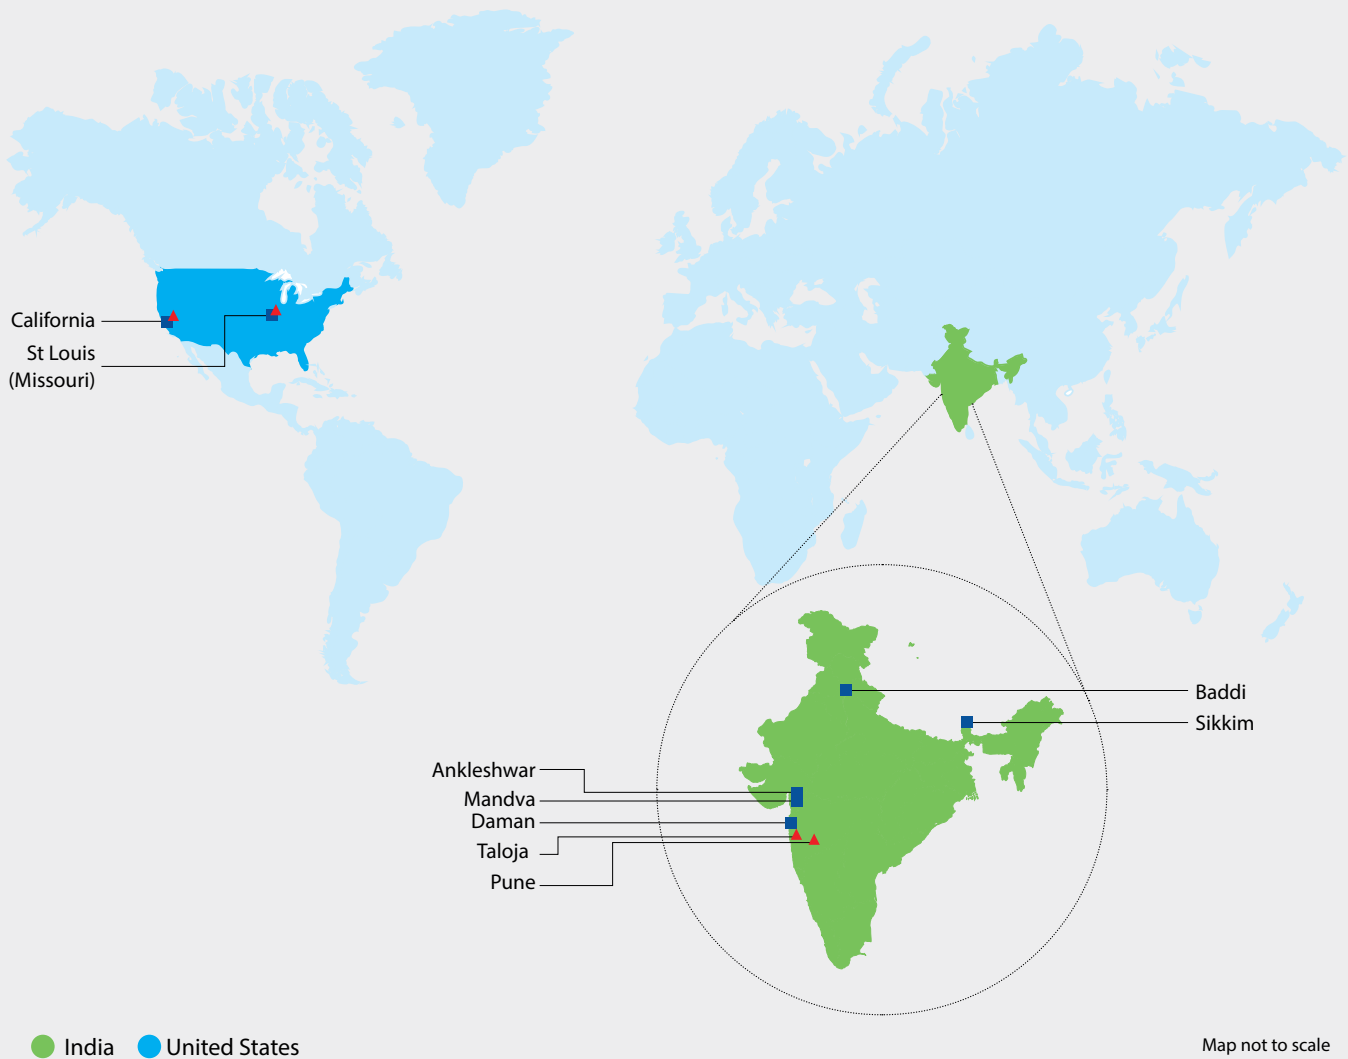 California
St Louis
(Missouri)
Baddi
Sikkim
Ankleshwar
Mandva
Daman
Taloja
Pune
India
United States
Map not to scale